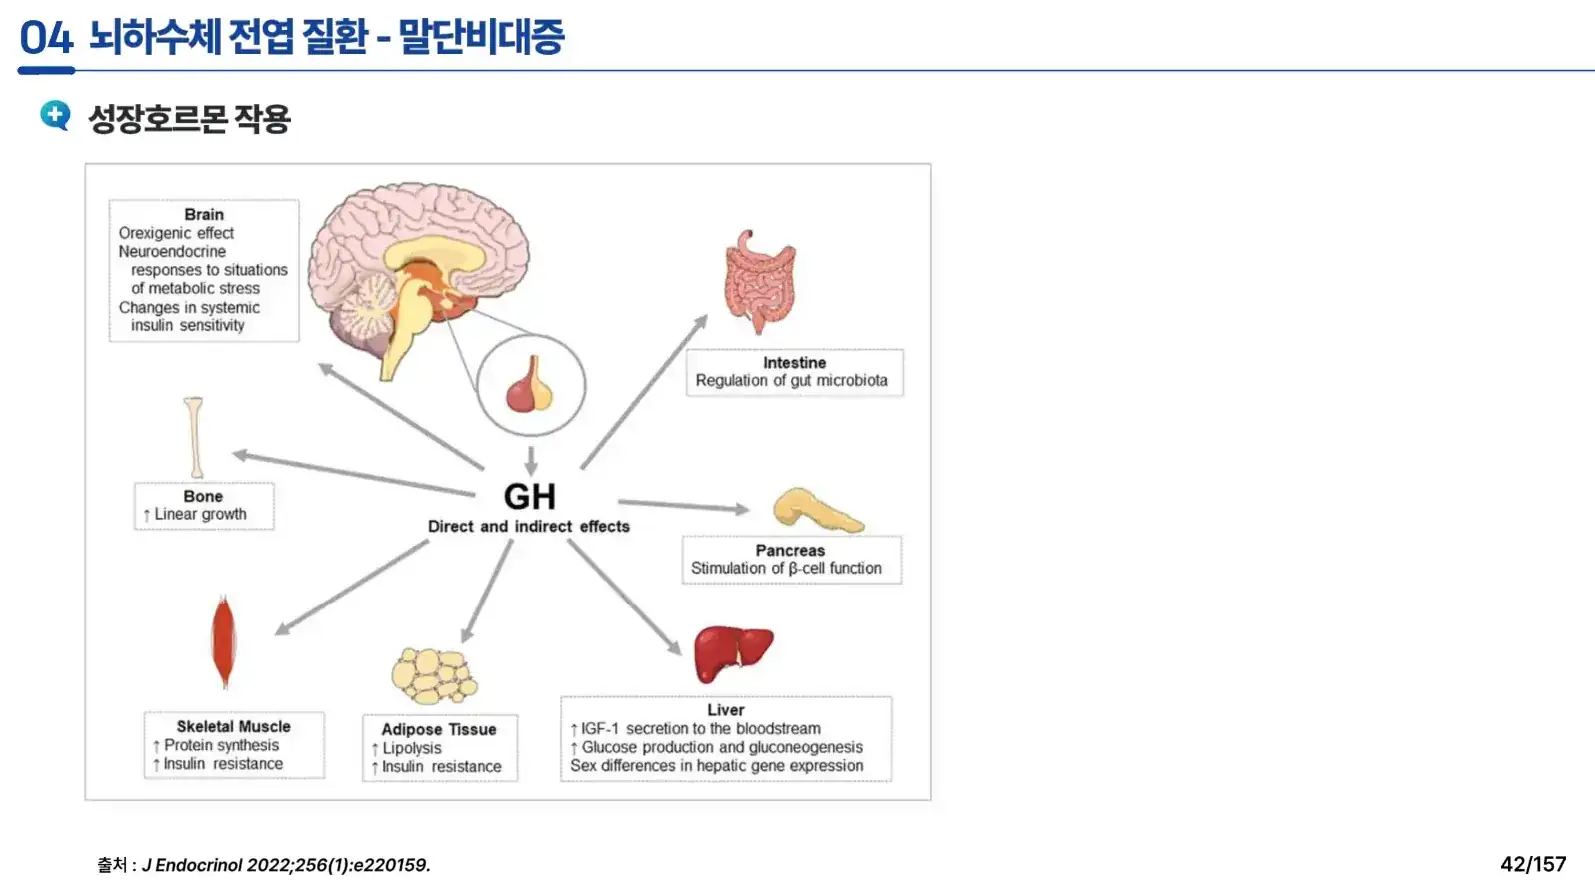 04 뇌하수체 전엽 질환 - 말단비대증
성장호르몬 작용
Brain
Orexigenic effect
Neuroendocrine
responses to situations
of metabolic stress
Changes in systemic
insulin sensitivity
Intestine
Regulation of gut microbiota
Bone
↑ Linear growth
GH
Direct and indirect effects
Pancreas
Stimulation of β-cell function
Skeletal Muscle
↑ Protein synthesis
↑ Insulin resistance
Adipose Tissue
↑ Lipolysis
↑ Insulin resistance
Liver
↑ IGF-1 secretion to the bloodstream
↑ Glucose production and gluconeogenesis
Sex differences in hepatic gene expression
출처 : J Endocrinol 2022;256(1):e220159.
42/157